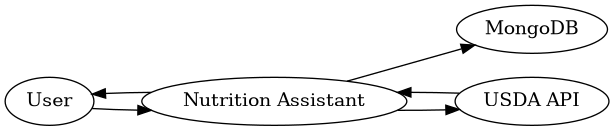 MongoDB
User
Nutrition Assistant
USDA API